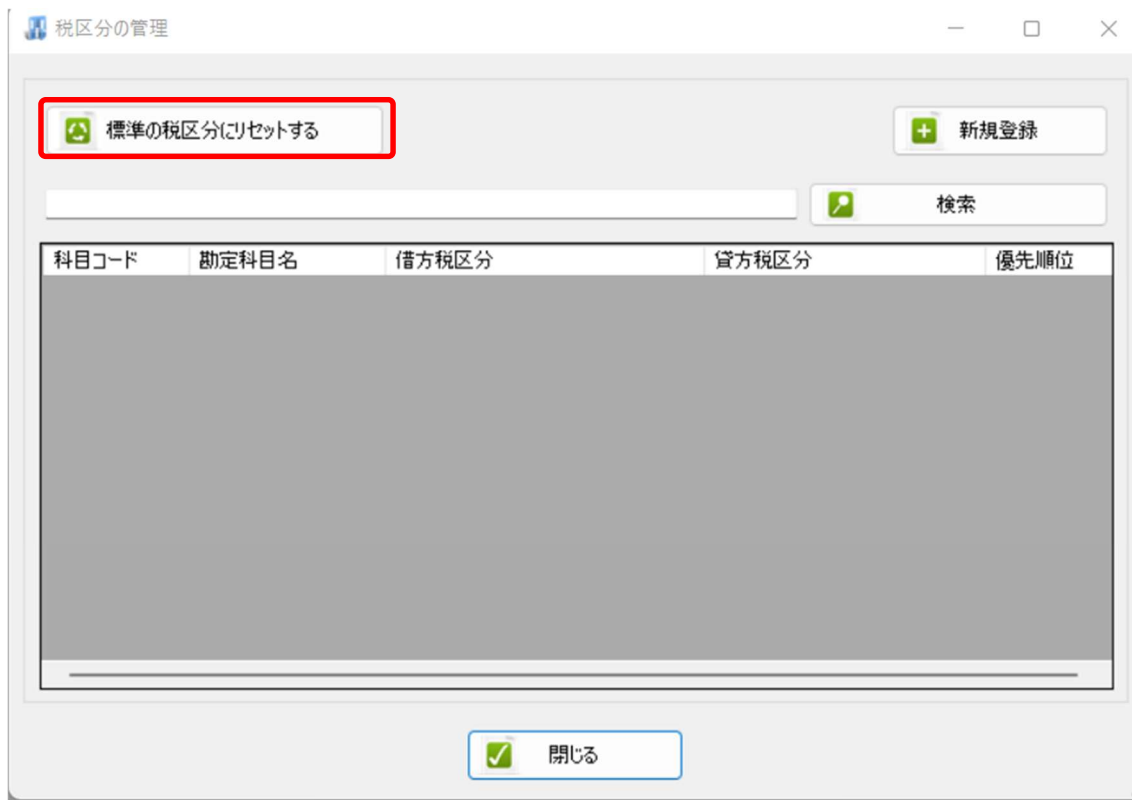 税区分の管理
標準の税区分にリセットする
新規登録
検索
科目コード 勘定科目名 借方税区分 貸方税区分 優先順位
閉じる